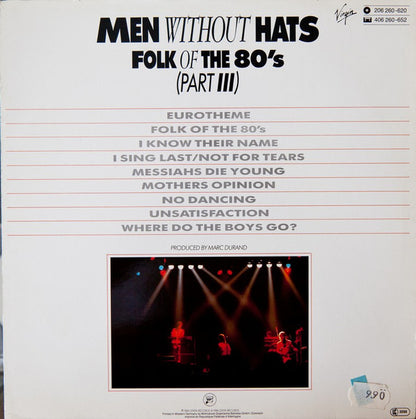 MEN WITHOUT HATS
FOLK OF THE 80's
(PART III)
Virgin
206 260-620
406 260-652
EUROTHEME
FOLK OF THE 80's
I KNOW THEIR NAME
I SING LAST/NOT FOR TEARS
MESSIAHS DIE YOUNG
MOTHERS OPINION
NO DANCING
UNSATISFACTION
WHERE DO THE BOYS GO?
PRODUCED BY MARC DURAND
9.90